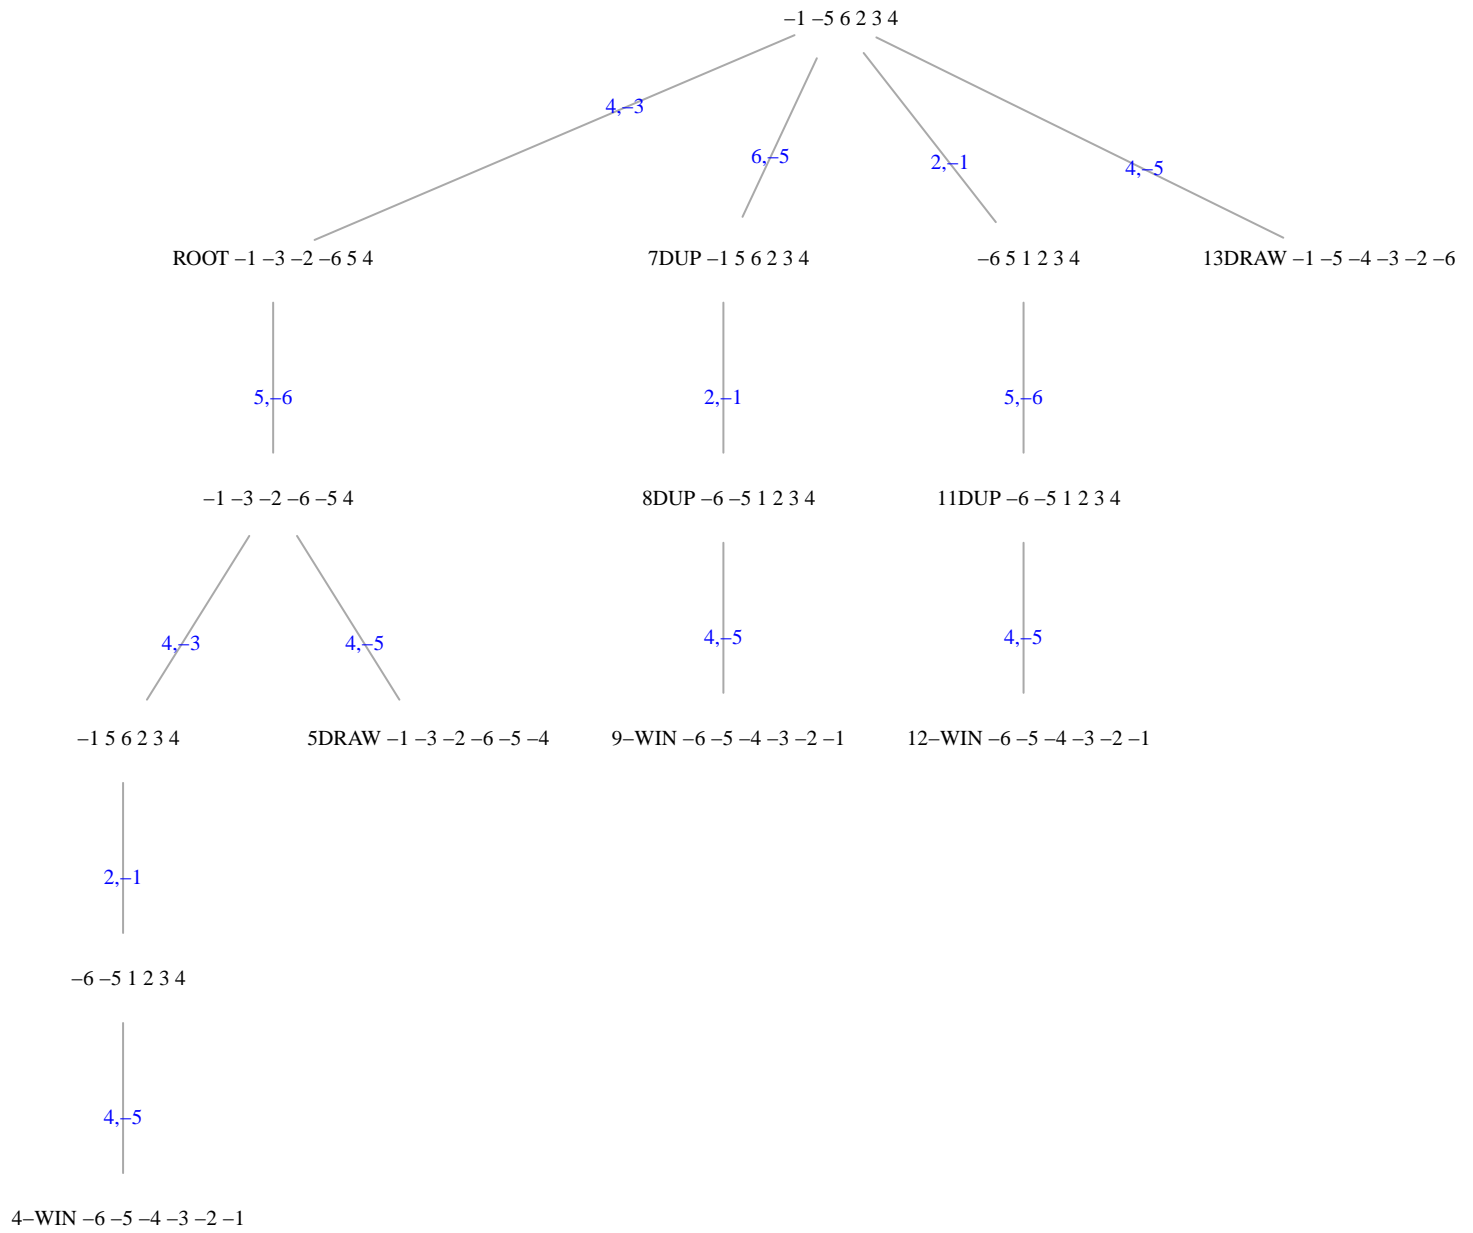 –1 –5 6 2 3 4
4,–3
6,–5
2,–1
4,–5
ROOT –1 –3 –2 –6 5 4
7DUP –1 5 6 2 3 4
–6 5 1 2 3 4
13DRAW –1 –5 –4 –3 –2 –6
5,–6
2,–1
5,–6
–1 –3 –2 –6 –5 4
8DUP –6 –5 1 2 3 4
11DUP –6 –5 1 2 3 4
4,–3
4,–5
4,–5
4,–5
–1 5 6 2 3 4
5DRAW –1 –3 –2 –6 –5 –4
9–WIN –6 –5 –4 –3 –2 –1
12–WIN –6 –5 –4 –3 –2 –1
2,–1
–6 –5 1 2 3 4
4,–5
4–WIN –6 –5 –4 –3 –2 –1